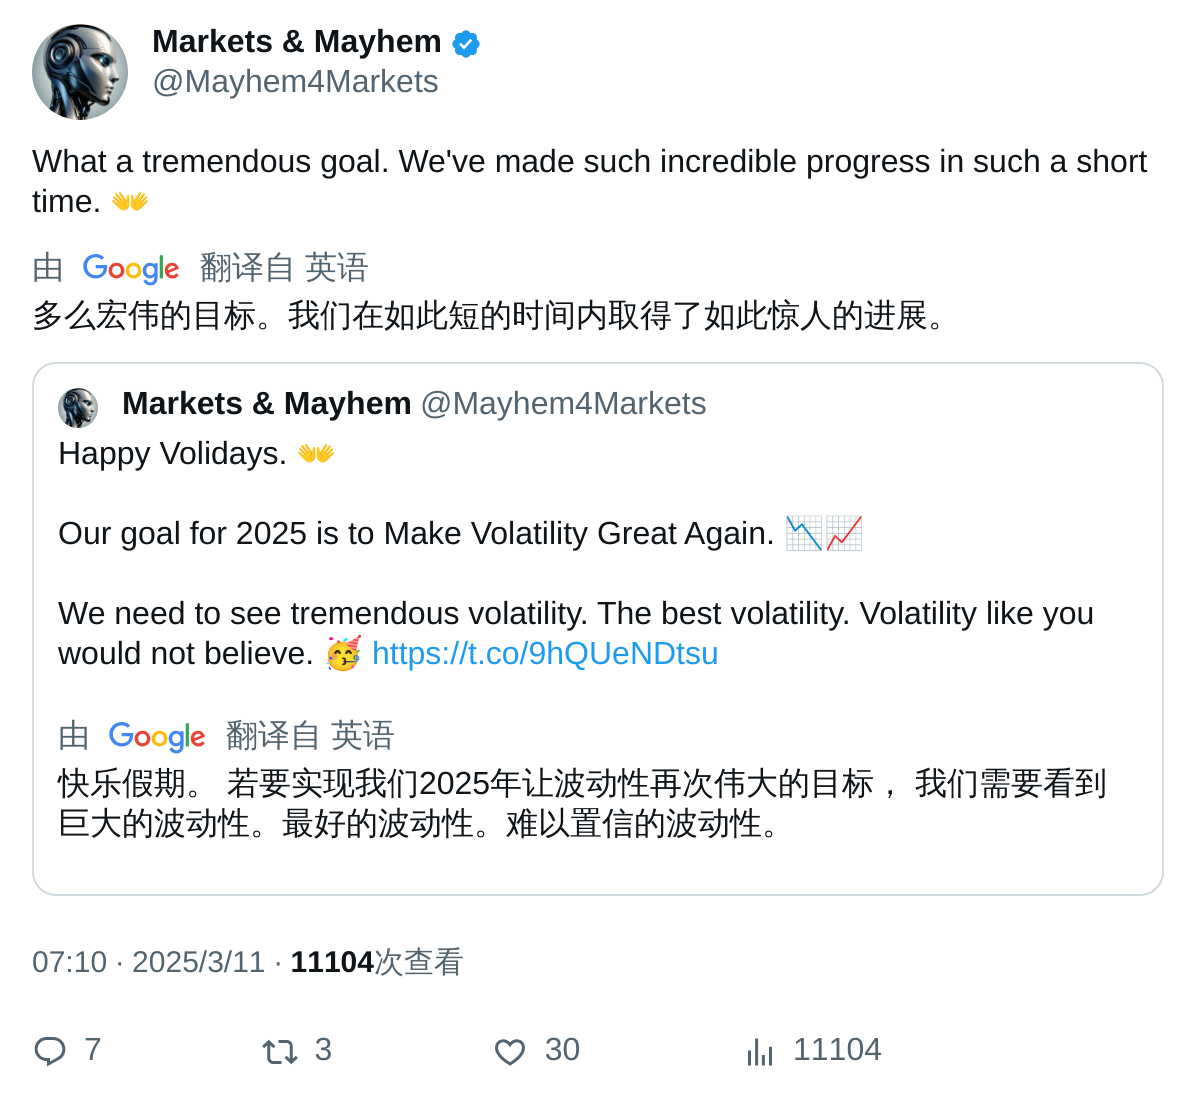 Markets & Mayhem
@Mayhem4Markets
What a tremendous goal. We've made such incredible progress in such a short
time. 👐
由 Google 翻译自 英语
多么宏伟的目标。我们在如此短的时间内取得了如此惊人的进展。
Markets & Mayhem @Mayhem4Markets
Happy Volidays. 👐
Our goal for 2025 is to Make Volatility Great Again. 📉📈
We need to see tremendous volatility. The best volatility. Volatility like you
would not believe. 🥳 https://t.co/9hQUeNDtsu
由 Google 翻译自 英语
快乐假期。 若要实现我们2025年让波动性再次伟大的目标， 我们需要看到
巨大的波动性。最好的波动性。难以置信的波动性。
07:10 · 2025/3/11 · 11104次查看
7 3 30 11104